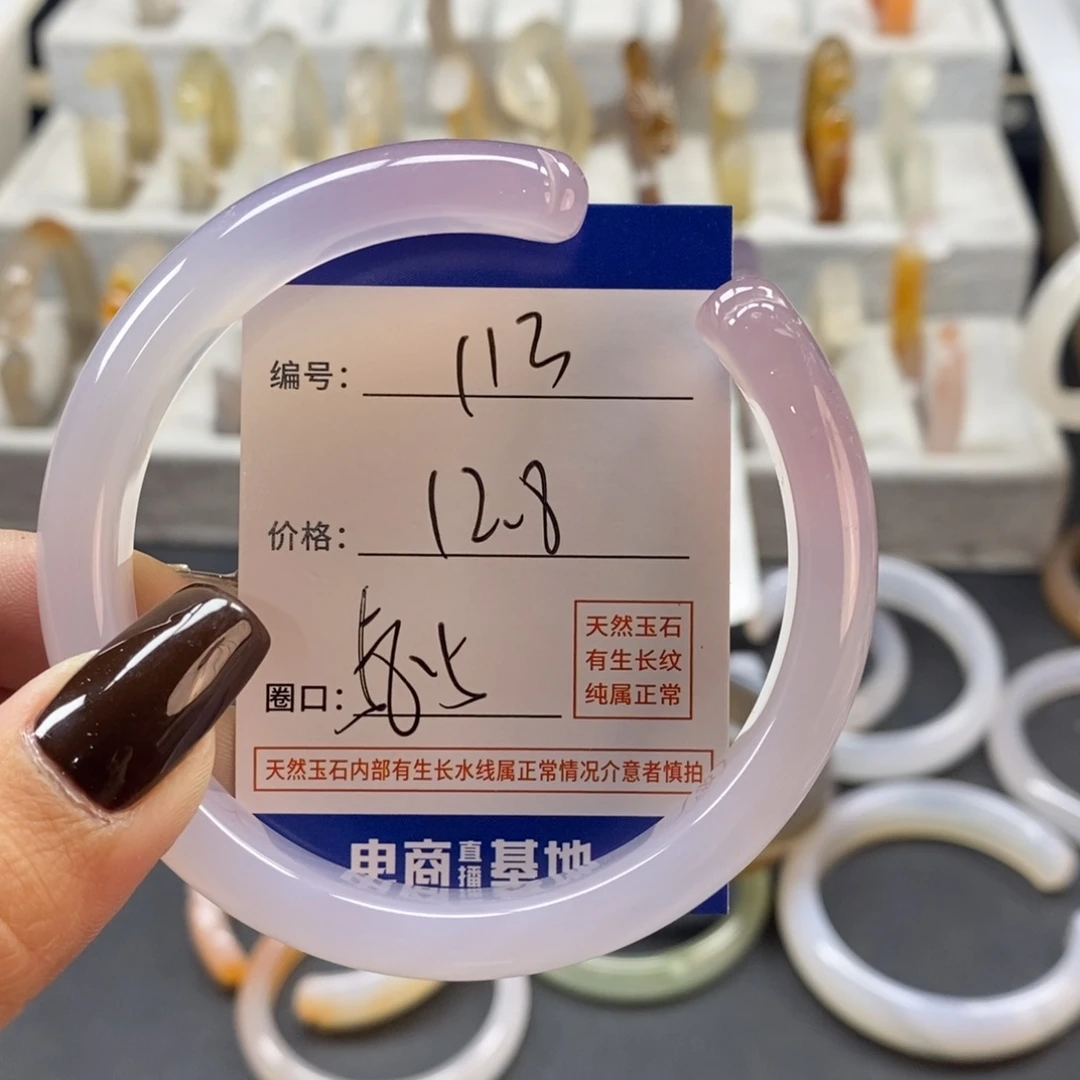 编号: 113
价格: 12.8
圈口:
天然玉石
有生长纹
纯属正常
天然玉石内部有生长水线属正常情况介意者慎拍
电商直播基地